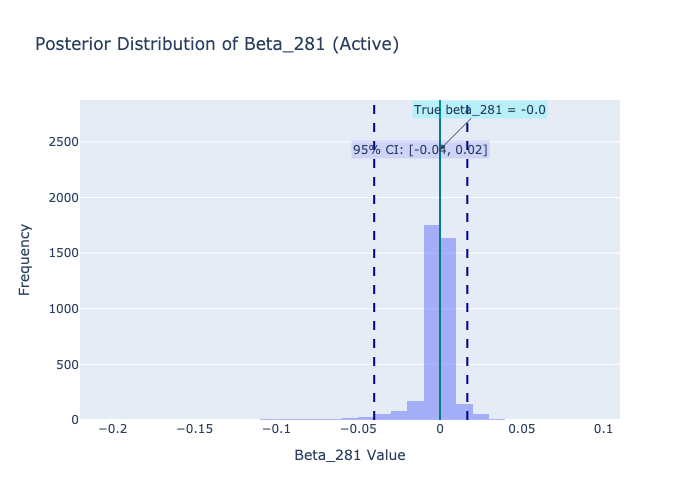 Posterior Distribution of Beta_281 (Active)
True beta_281 = -0.0
95% CI: [-0.04, 0.02]
2500
2000
1500
1000
500
0
Frequency
−0.2 −0.15 −0.1 −0.05 0 0.05 0.1
Beta_281 Value